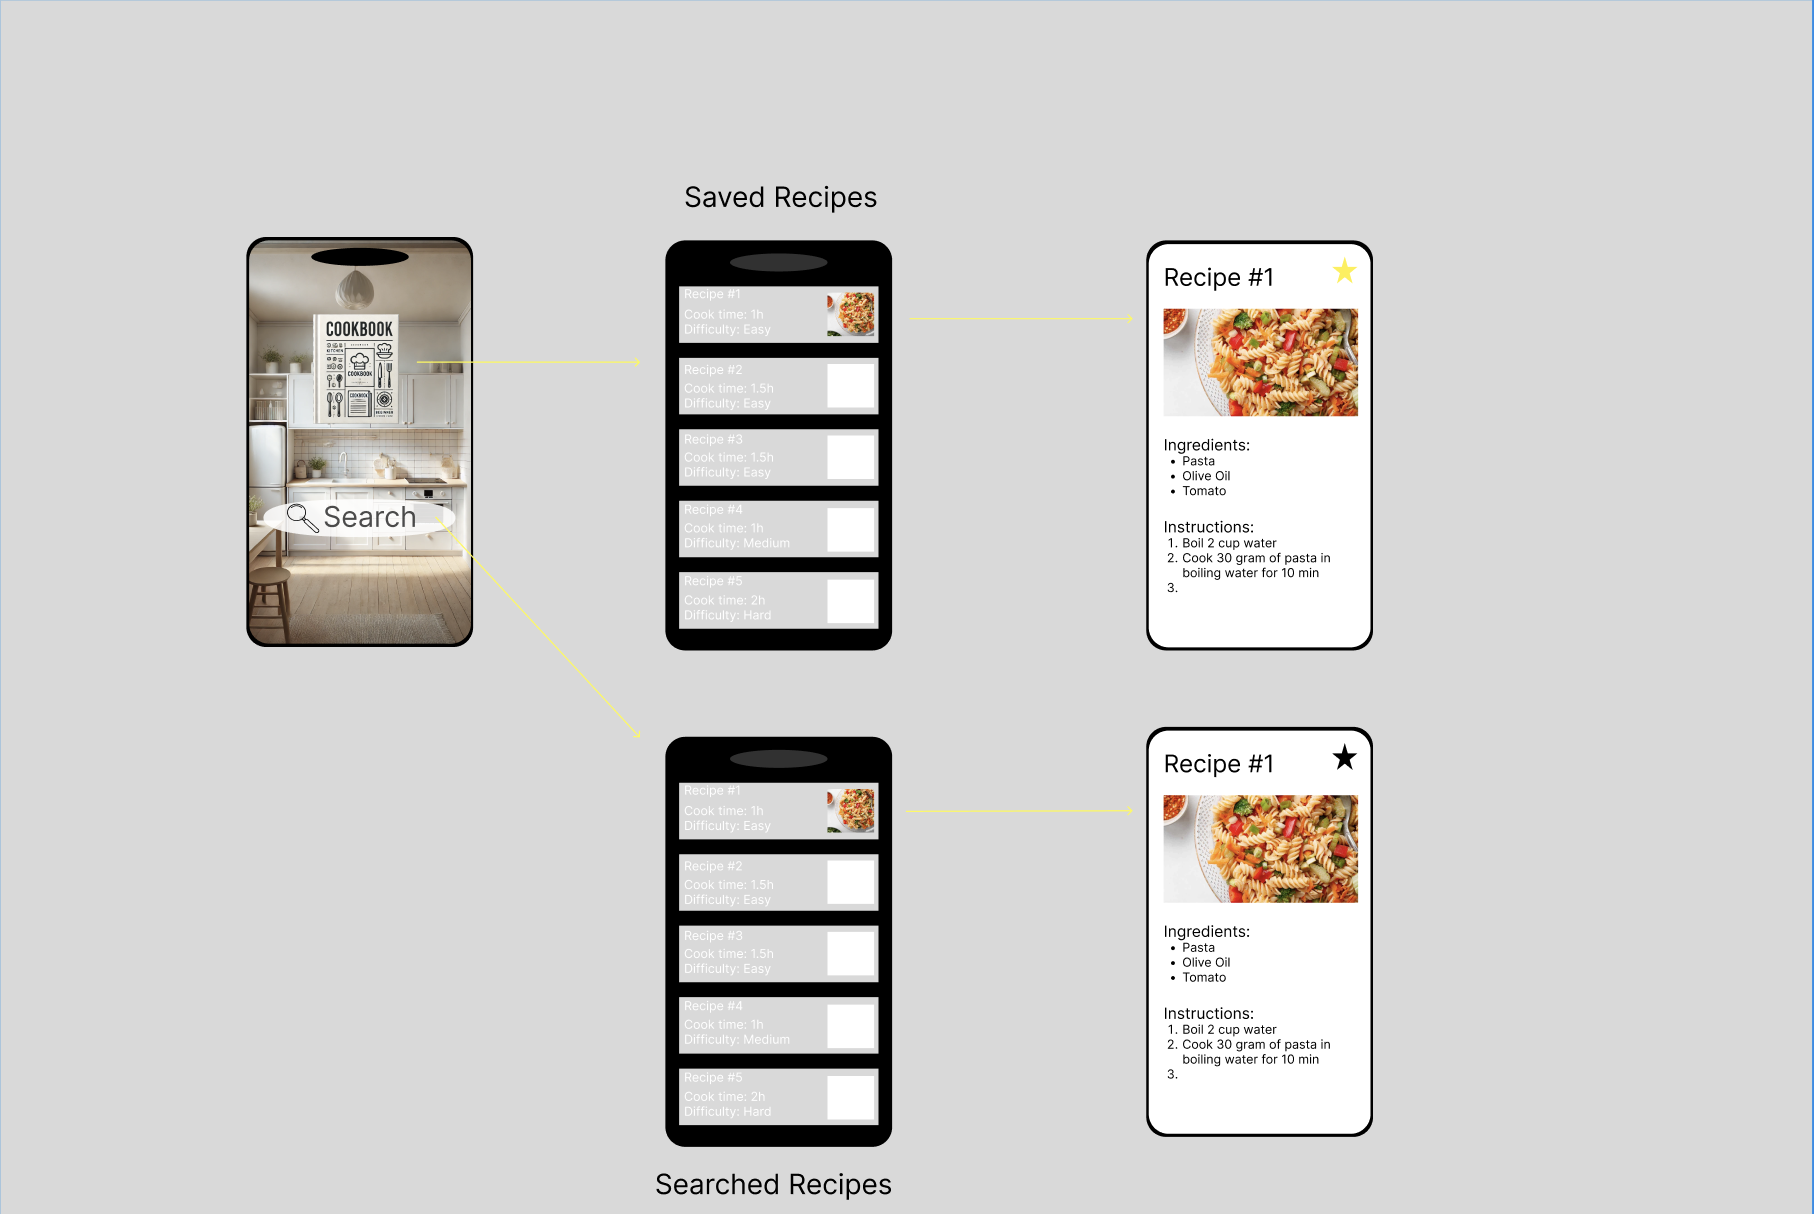 Saved Recipes
COOKBOOK
KITCHEN
COOKBOOK
COOKBOOK
Search
Recipe #1
Cook time: 1h
Difficulty: Easy
Recipe #2
Cook time: 1.5h
Difficulty: Easy
Recipe #3
Cook time: 1.5h
Difficulty: Easy
Recipe #4
Cook time: 1h
Difficulty: Medium
Recipe #5
Cook time: 2h
Difficulty: Hard
Recipe #1
Ingredients:
• Pasta
• Olive Oil
• Tomato
Instructions:
1. Boil 2 cup water
2. Cook 30 gram of pasta in
boiling water for 10 min
3.
Recipe #1
Cook time: 1h
Difficulty: Easy
Recipe #2
Cook time: 1.5h
Difficulty: Easy
Recipe #3
Cook time: 1.5h
Difficulty: Easy
Recipe #4
Cook time: 1h
Difficulty: Medium
Recipe #5
Cook time: 2h
Difficulty: Hard
Searched Recipes
Recipe #1
Ingredients:
• Pasta
• Olive Oil
• Tomato
Instructions:
1. Boil 2 cup water
2. Cook 30 gram of pasta in
boiling water for 10 min
3.